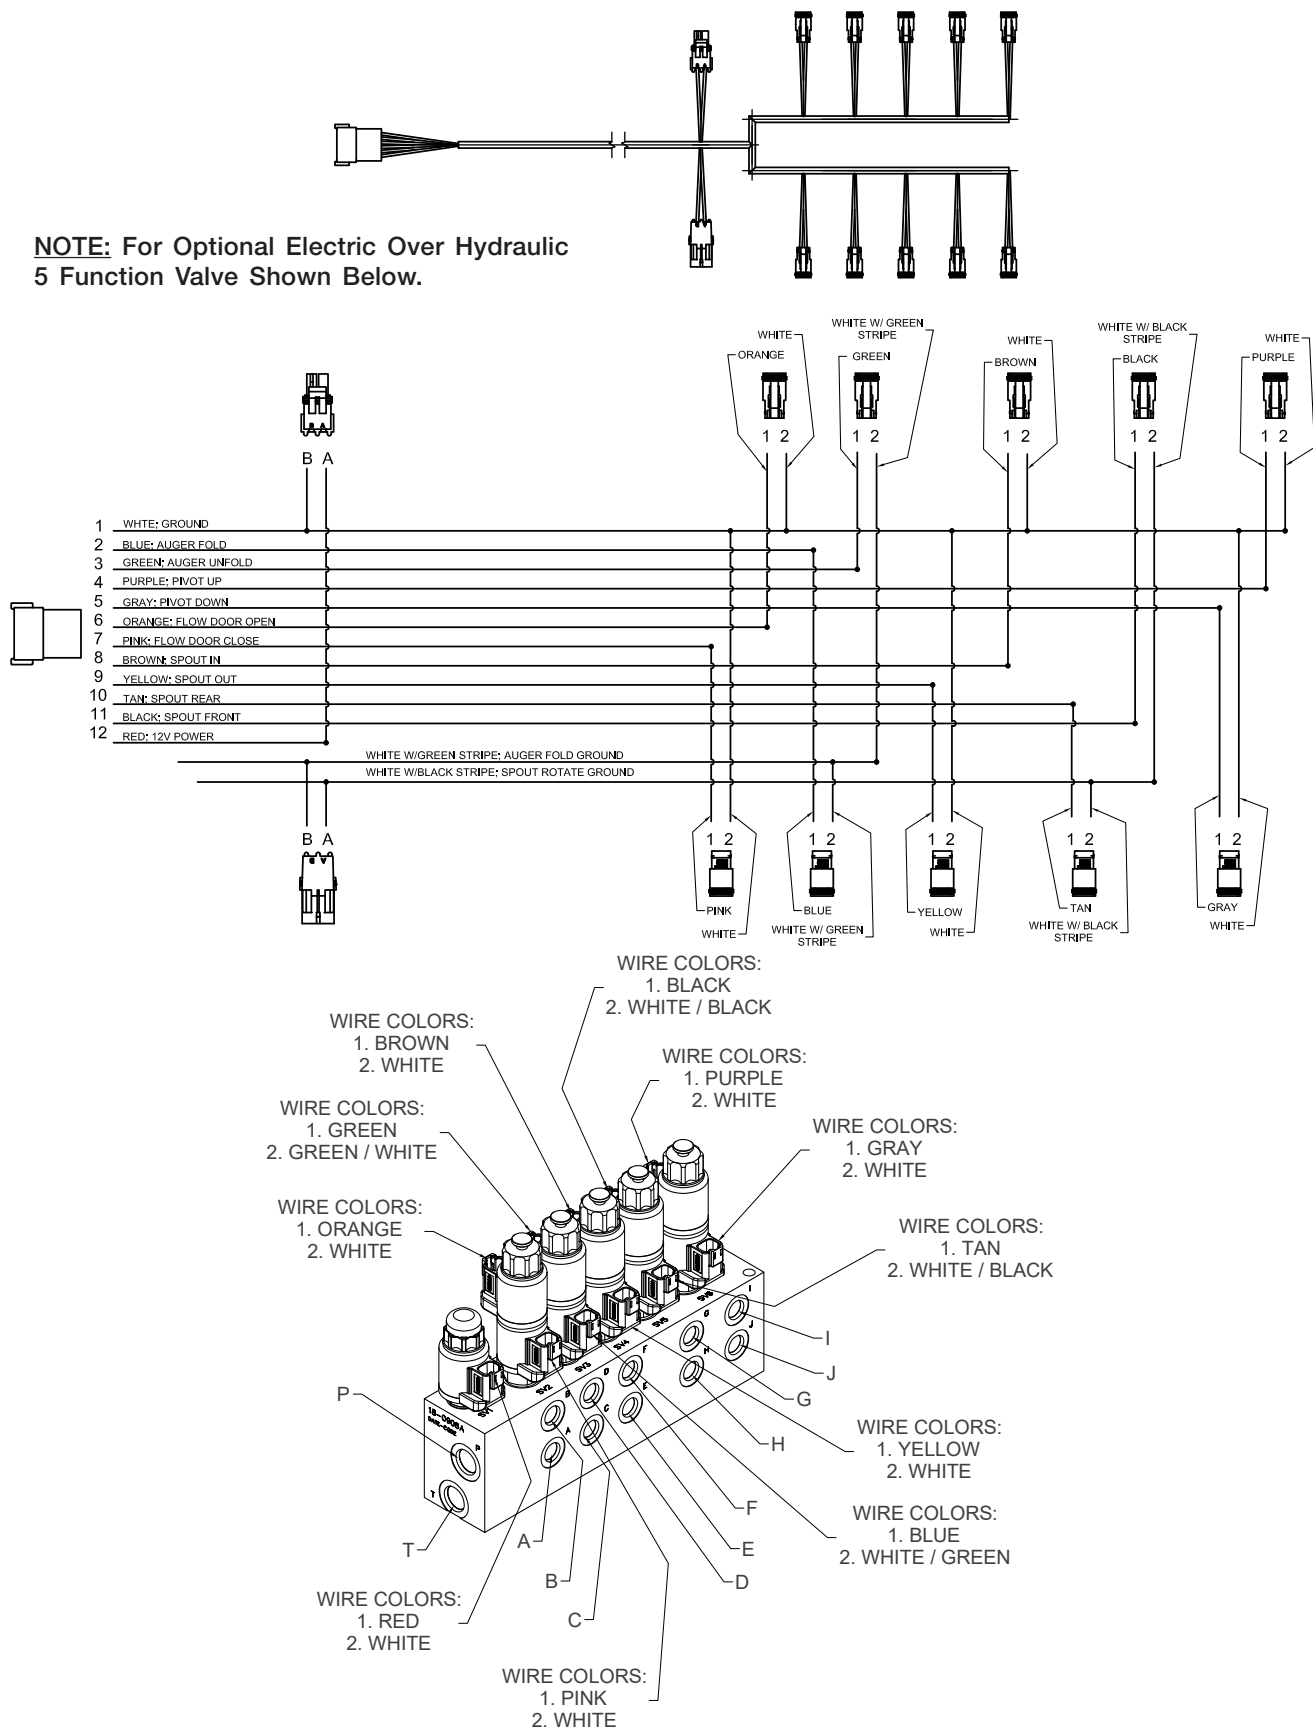 NOTE: For Optional Electric Over Hydraulic
5 Function Valve Shown Below.
WHITE
ORANGE
WHITE W/ GREEN
STRIPE
GREEN
WHITE
BROWN
WHITE W/ BLACK
STRIPE
BLACK
WHITE
PURPLE
1 2
1 2
1 2
1 2
1 2
B A
1 WHTE; GROUND
2 BLUE; AUGER FOLD
3 GREEN; AUGER UNFOLD
4 PURPLE; PIVOT UP
5 GRAY; PIVOT DOWN
6 ORANGE; FLOW DOOR OPEN
7 PINK; FLOW DOOR CLOSE
8 BROWN; SPOUT IN
9 YELLOW; SPOUT OUT
10 TAN; SPOUT REAR
11 BLACK; SPOUT FRONT
12 RED; 12V POWER
WHITE W/GREEN STRIPE; AUGER FOLD GROUND
WHITE W/BLACK STRIPE; SPOUT ROTATE GROUND
B A
1 2
1 2
1 2
1 2
1 2
PINK
WHITE
BLUE
WHITE W/ GREEN
STRIPE
YELLOW
WHITE
TAN
WHITE W/ BLACK
STRIPE
GRAY
WHITE
WIRE COLORS:
1. BLACK
2. WHITE / BLACK
WIRE COLORS:
1. BROWN
2. WHITE
WIRE COLORS:
1. PURPLE
2. WHITE
WIRE COLORS:
1. GREEN
2. GREEN / WHITE
WIRE COLORS:
1. GRAY
2. WHITE
WIRE COLORS:
1. ORANGE
2. WHITE
WIRE COLORS:
1. TAN
2. WHITE / BLACK
SV1
SV2
SV3
SV4
SV5
SV6
P
T
A
B
C
D
E
F
G
H
I
J
P
T
A
B
C
D
E
F
G
H
I
J
WIRE COLORS:
1. YELLOW
2. WHITE
WIRE COLORS:
1. BLUE
2. WHITE / GREEN
WIRE COLORS:
1. RED
2. WHITE
WIRE COLORS:
1. PINK
2. WHITE